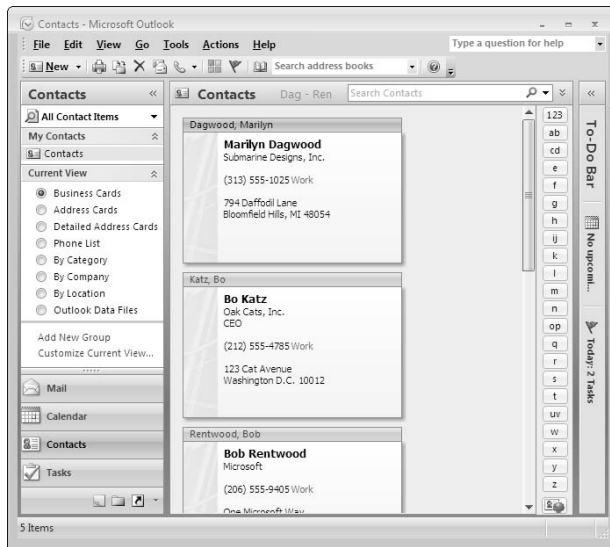 Contacts - Microsoft Outlook
File Edit View Go Tools Actions Help
Type a question for help
New
Search address books
Contacts
All Contact Items
My Contacts
Contacts
Current View
Business Cards
Address Cards
Detailed Address Cards
Phone List
By Category
By Company
By Location
Outlook Data Files
Add New Group
Customize Current View...
Mail
Calendar
Contacts
Tasks
Contacts Dag - Ren Search Contacts
Dagwood, Marilyn
Marilyn Dagwood
Submarine Designs, Inc.
(313) 555-1025 Work
794 Daffodil Lane
Bloomfield Hills, MI 48054
Katz, Bo
Bo Katz
Oak Cats, Inc.
CEO
(212) 555-4785 Work
123 Cat Avenue
Washington D.C. 10012
Rentwood, Bob
Bob Rentwood
Microsoft
(206) 555-9405 Work
One Microsoft Way
123
ab
cd
e
f
g
h
ij
k
l
m
n
op
q
r
s
t
uv
w
x
y
z
To-Do Bar
No upcomi...
Today: 2 Tasks
5 Items